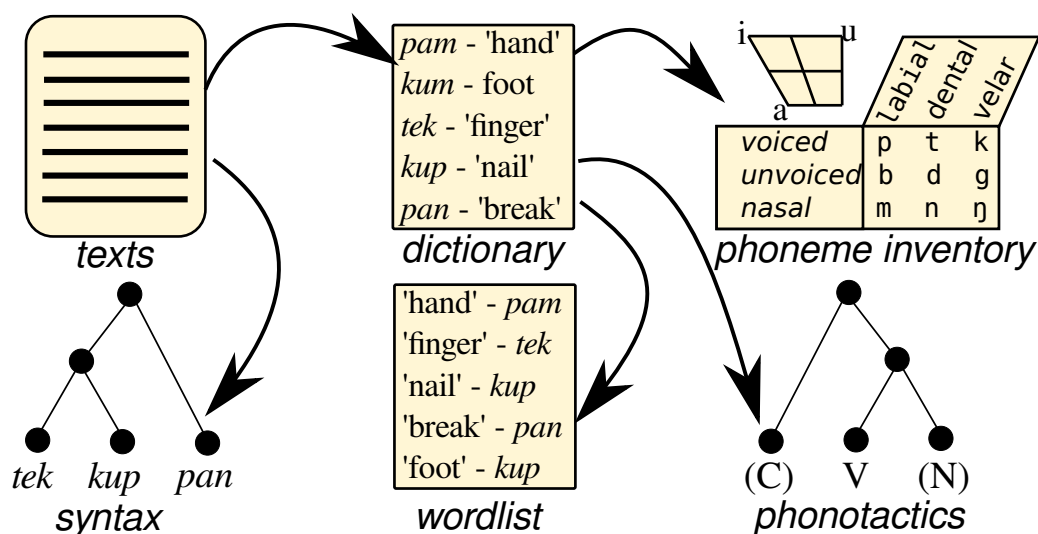 pam - 'hand'
kum - foot
tek - 'finger'
kup - 'nail'
pan - 'break'
i u
a
labial dental velar
voiced p t k
unvoiced b d g
nasal m n ŋ
texts
dictionary
phoneme inventory
'hand' - pam
'finger' - tek
'nail' - kup
'break' - pan
'foot' - kup
tek kup pan
(C) V (N)
syntax
wordlist
phonotactics